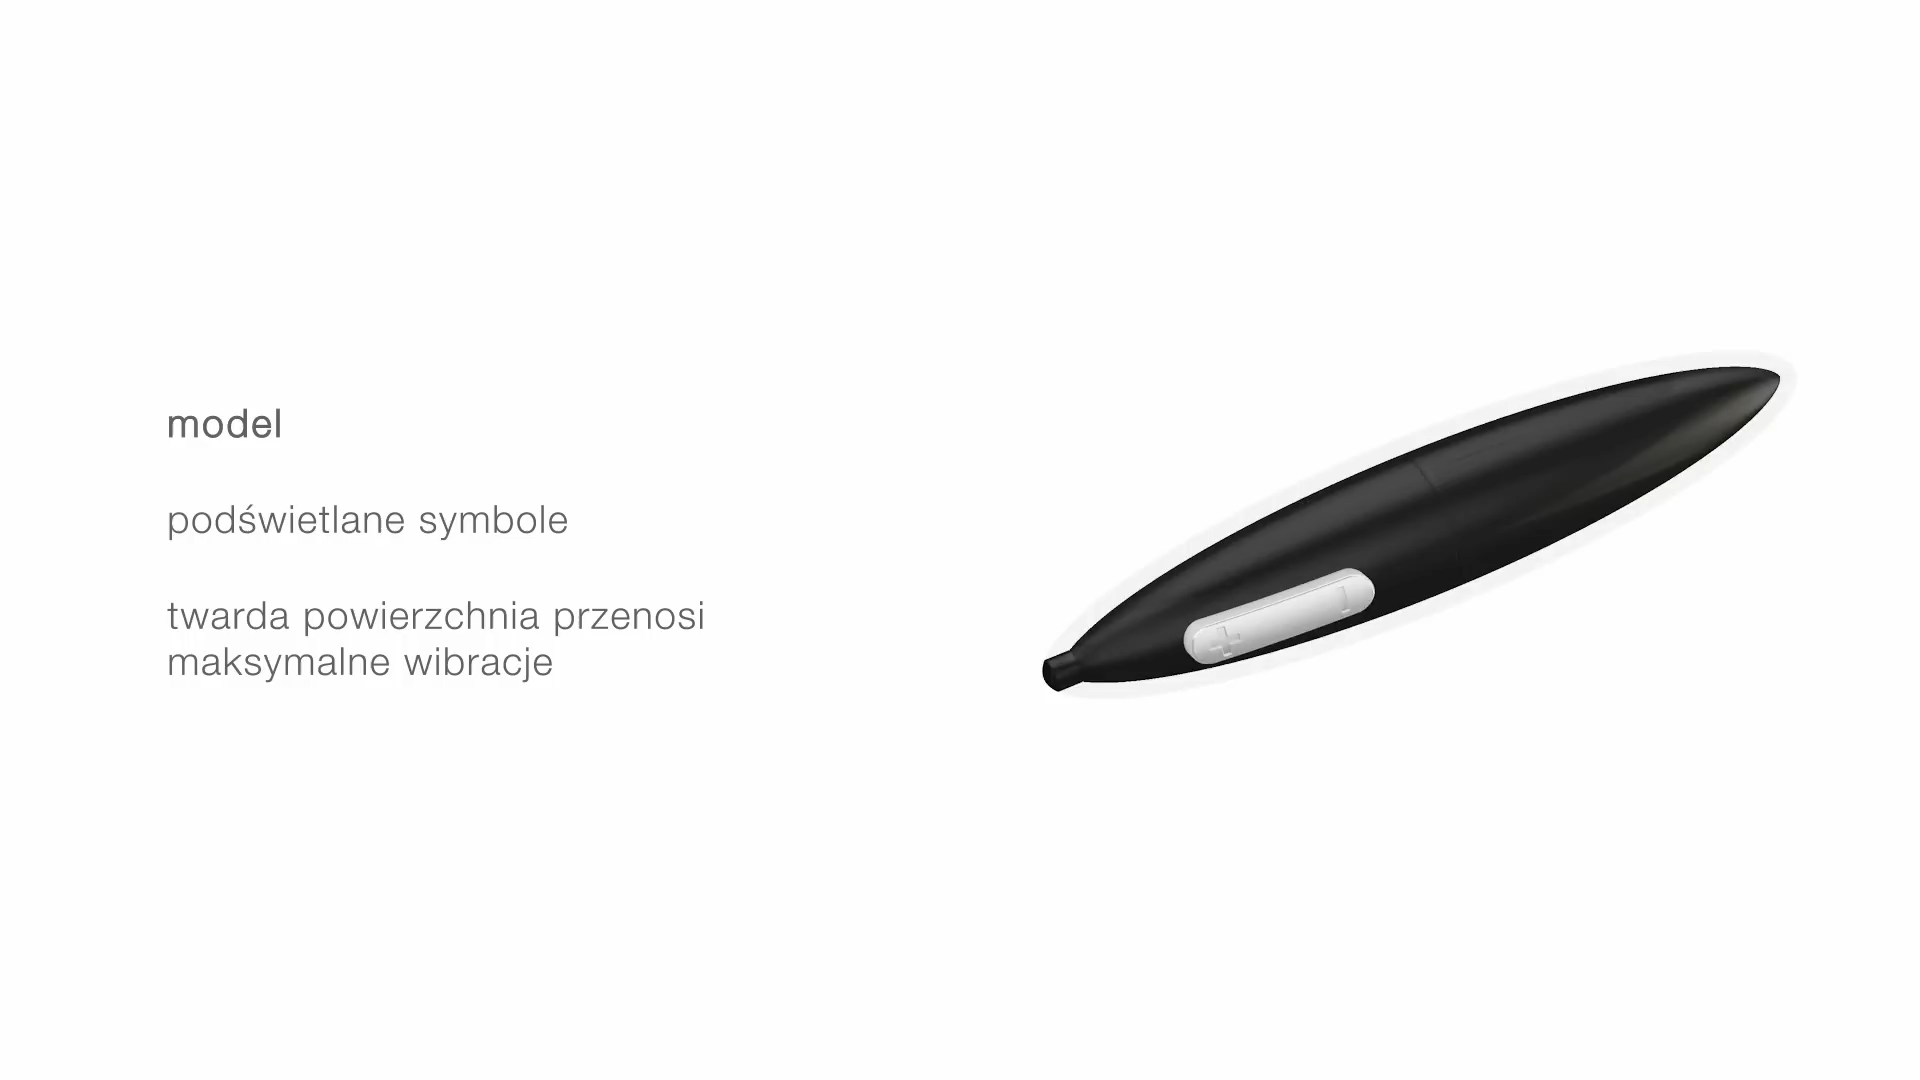 model
podświetlane symbole
twarda powierzchnia przenosi
maksymalne wibracje
+ -